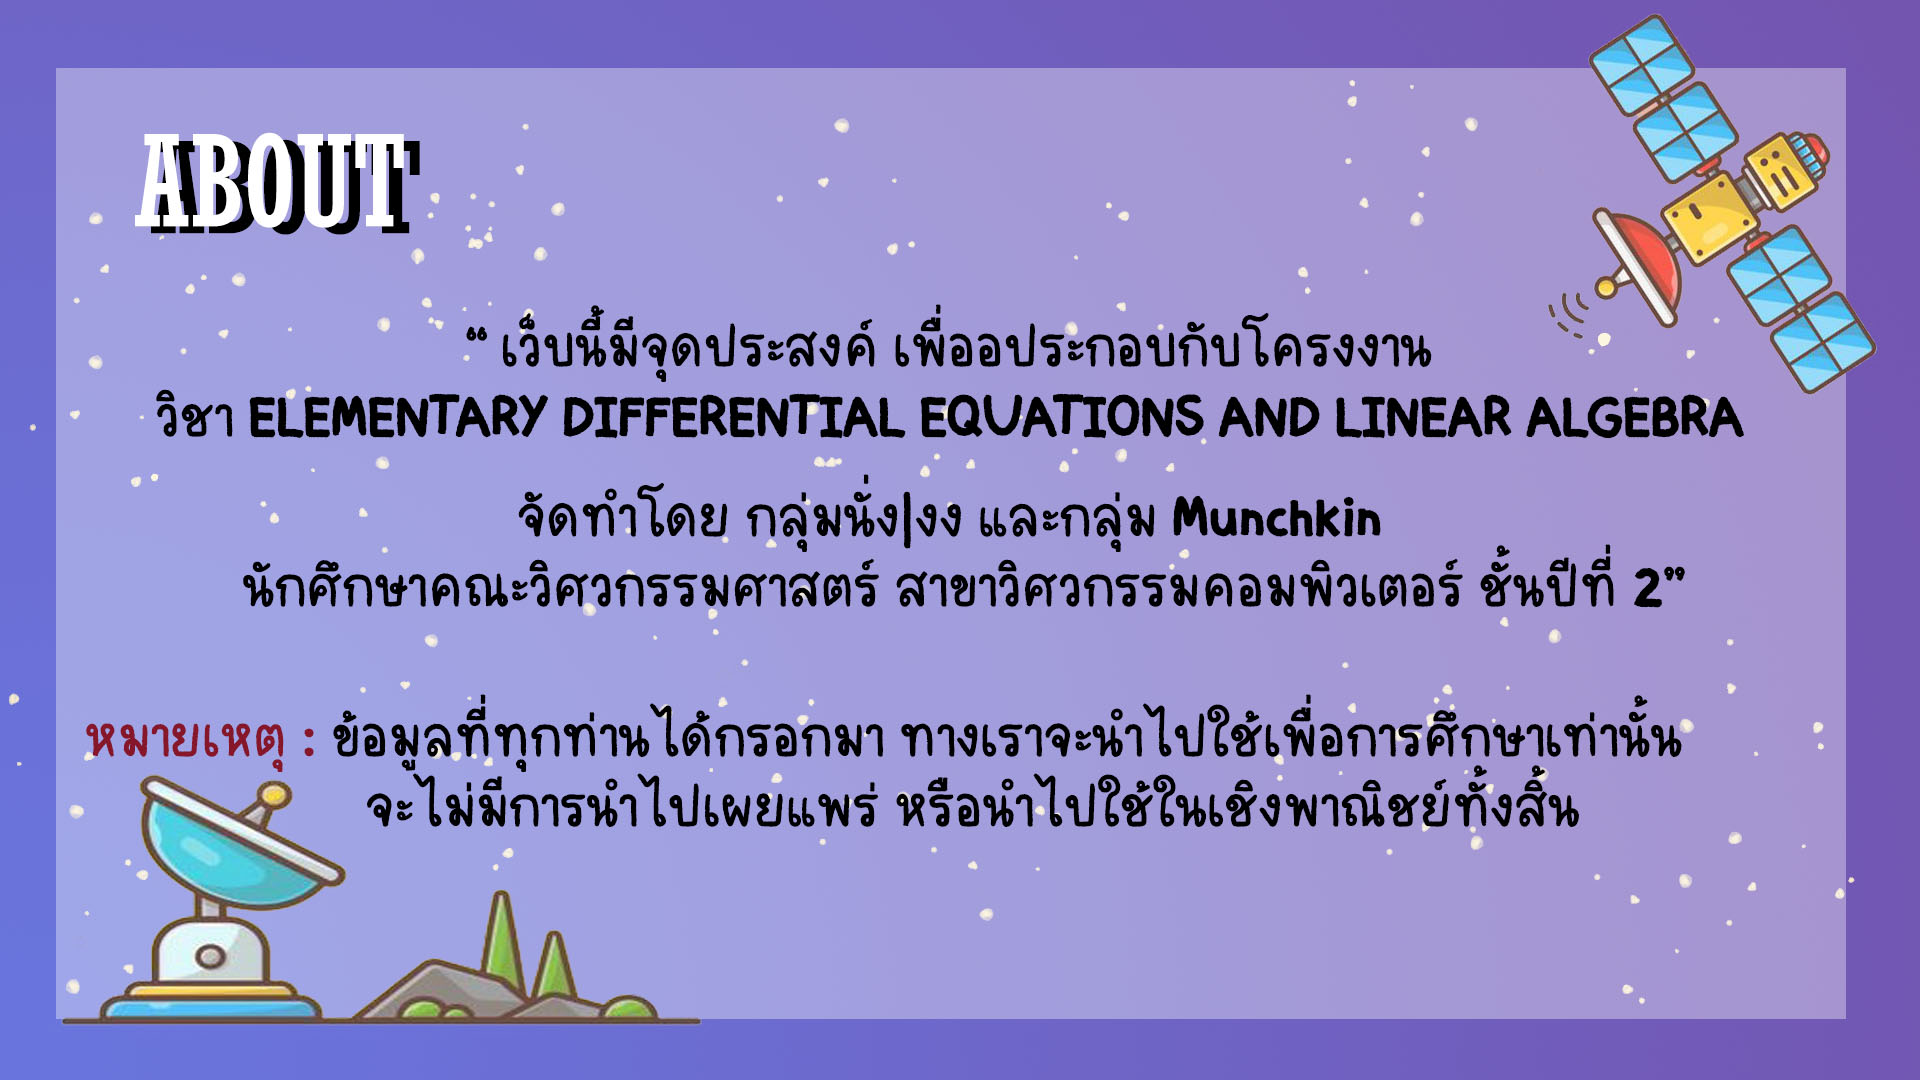 ABOUT
“ เว็บนี้มีจุดประสงค์ เพื่ออประกอบกับโครงงาน
วิชา ELEMENTARY DIFFERENTIAL EQUATIONS AND LINEAR ALGEBRA
จัดทำโดย กลุ่มนั่ง|งง และกลุ่ม Munchkin
นักศึกษาคณะวิศวกรรมศาสตร์ สาขาวิศวกรรมคอมพิวเตอร์ ชั้นปีที่ 2”
หมายเหตุ : ข้อมูลที่ทุกท่านได้กรอกมา ทางเราจะนำไปใช้เพื่อการศึกษาเท่านั้น
จะไม่มีการนำไปเผยแพร่ หรือนำไปใช้ในเชิงพาณิชย์ทั้งสิ้น